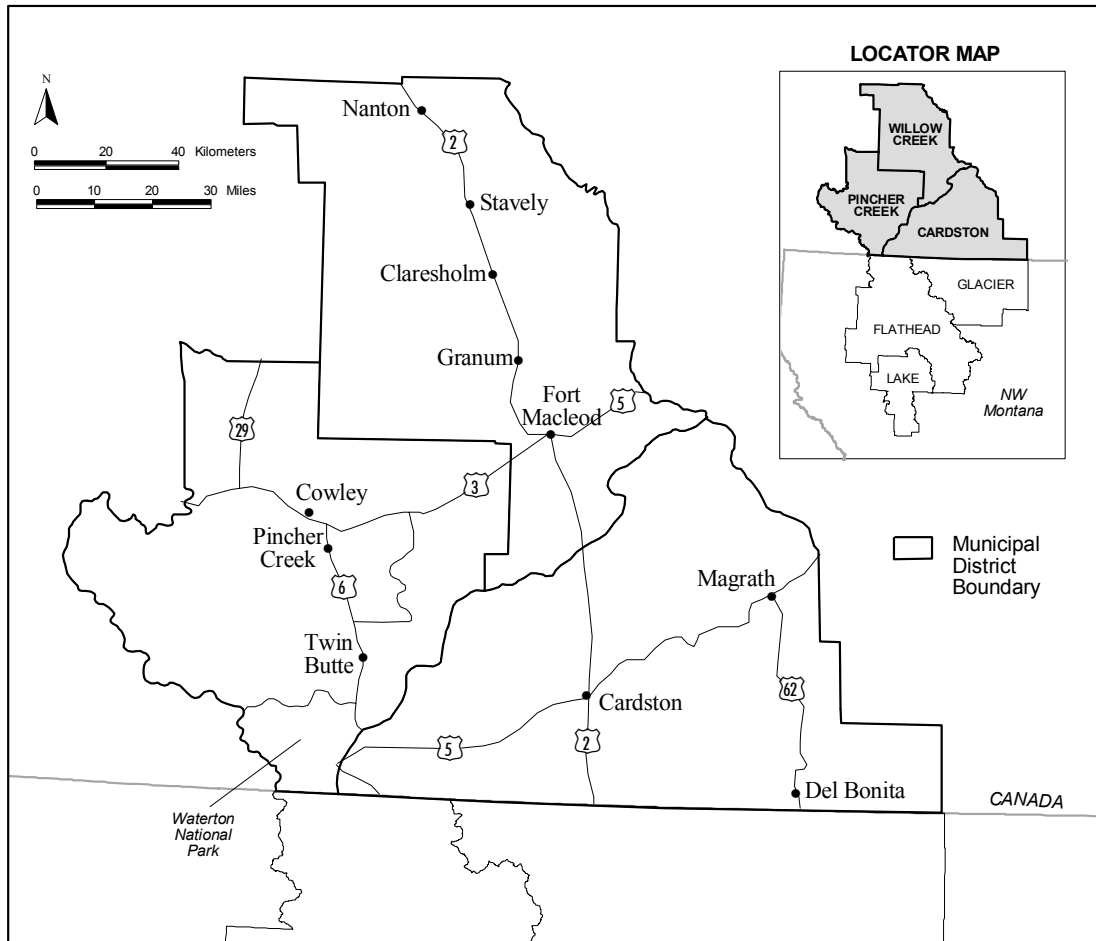 LOCATOR MAP
N
0 20 40 Kilometers
0 10 20 30 Miles
Nanton
2
Stavely
Claresholm
Granum
Fort
Macleod
5
29
3
Cowley
Pincher
Creek
6
Twin
Butte
Magrath
62
Cardston
5
2
Del Bonita
Waterton
National
Park
CANADA
WILLOW
CREEK
PINCHER
CREEK
CARDSTON
GLACIER
FLATHEAD
LAKE
NW
Montana
Municipal
District
Boundary